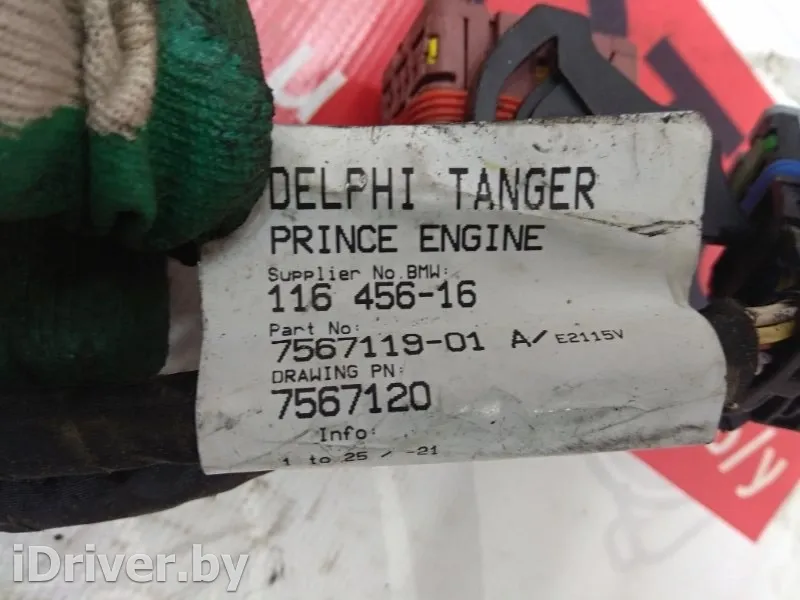 DELPHI TANGER
PRINCE ENGINE
Supplier No.BMW:
116 456-16
Part No:
7567119-01 A/ E2115V
DRAWING PN:
7567120
Info:
1 to 25 / -21
iDriver.by